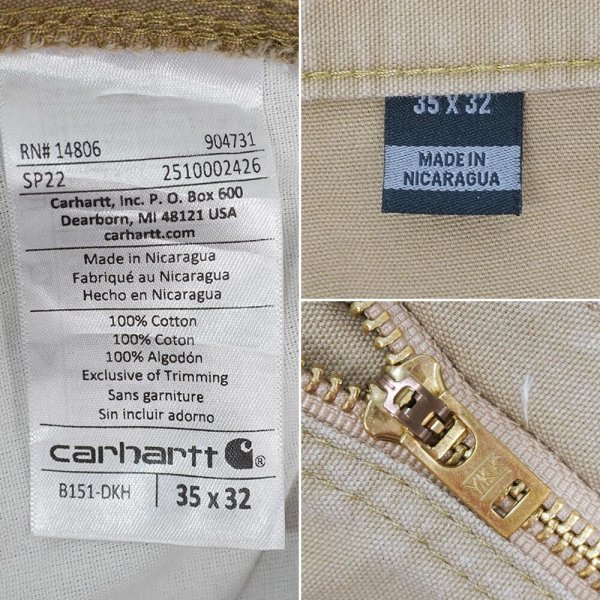 RN# 14806 904731
SP22 2510002426
Carhartt, Inc. P. O. Box 600
Dearborn, MI 48121 USA
carhartt.com
Made in Nicaragua
Fabriqué au Nicaragua
Hecho en Nicaragua
100% Cotton
100% Coton
100% Algodón
Exclusive of Trimming
Sans garniture
Sin incluir adorno
carhartt ®
B151-DKH 35 x 32
35 X 32
MADE IN
NICARAGUA
YKK